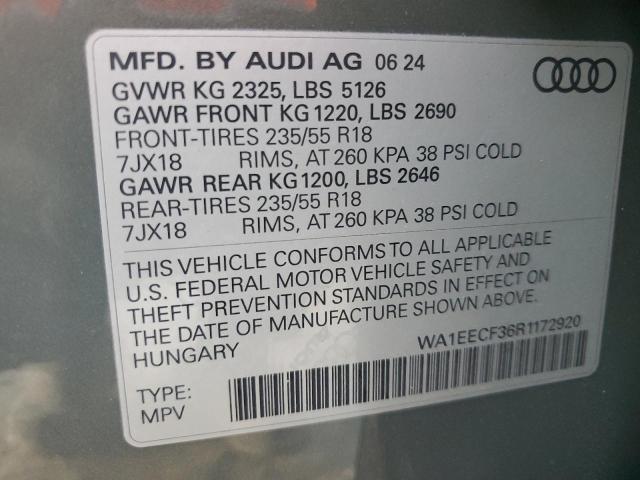 MFD. BY AUDI AG 06 24
GVWR KG 2325, LBS 5126
GAWR FRONT KG 1220, LBS 2690
FRONT-TIRES 235/55 R18
7JX18 RIMS, AT 260 KPA 38 PSI COLD
GAWR REAR KG 1200, LBS 2646
REAR-TIRES 235/55 R18
7JX18 RIMS, AT 260 KPA 38 PSI COLD
THIS VEHICLE CONFORMS TO ALL APPLICABLE
U.S. FEDERAL MOTOR VEHICLE SAFETY AND
THEFT PREVENTION STANDARDS IN EFFECT ON
THE DATE OF MANUFACTURE SHOWN ABOVE.
HUNGARY
WA1EECF36R1172920
TYPE:
MPV